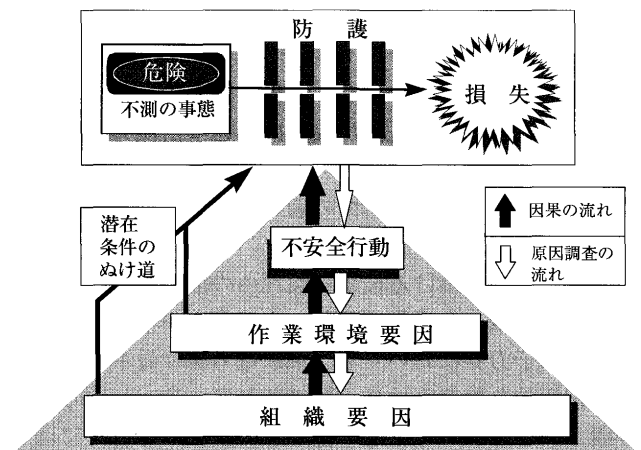 防護
危険
不測の事態
損失
潜在
条件の
ぬけ道
因果の流れ
原因調査の
流れ
不安全行動
作業環境要因
組織要因